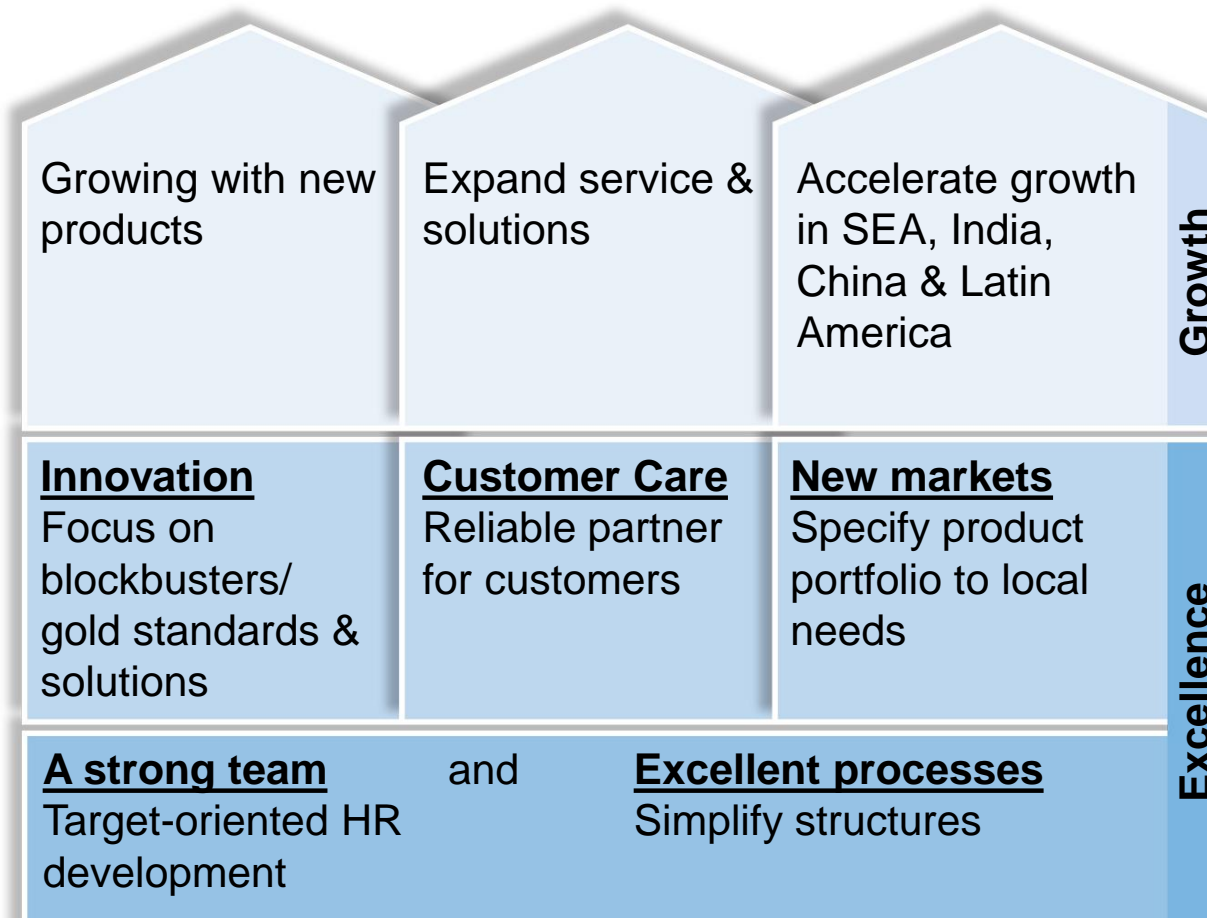 Growing with new
products
Expand service &
solutions
Accelerate growth
in SEA, India,
China & Latin
America
Growth
Innovation
Focus on
blockbusters/
gold standards &
solutions
Customer Care
Reliable partner
for customers
New markets
Specify product
portfolio to local
needs
Excellence
A strong team and Excellent processes
Target-oriented HR
development
Simplify structures